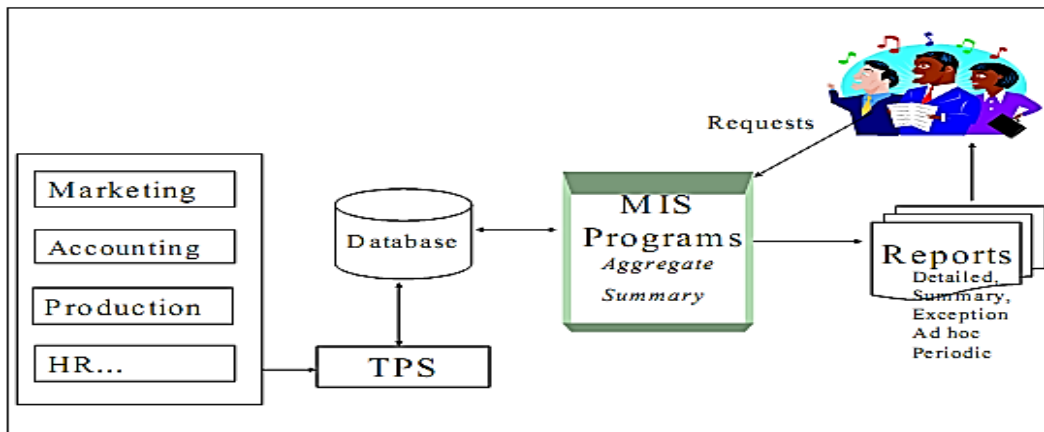 Marketing
Accounting
Production
HR...
TPS
Database
MIS
Programs
Aggregate
Summary
Requests
Reports
Detailed,
Summary,
Exception
Ad hoc
Periodic